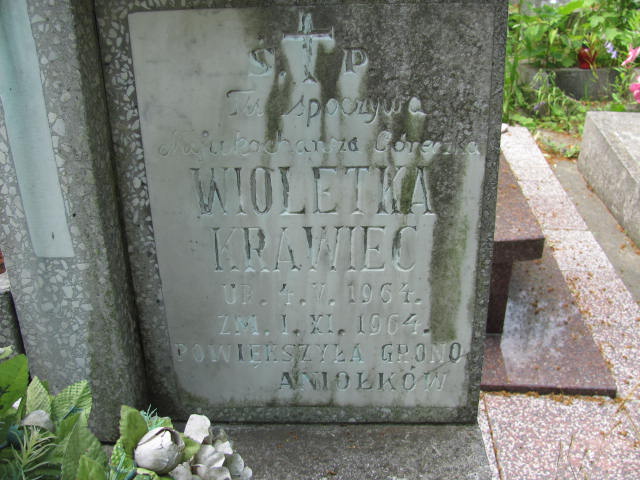 Ś. P
Tu spoczywa
Najukochańsza Córeczka
WIOLETKA
KRAWIEC
UR. 4. V. 1964.
ZM. 1. XI. 1964.
POWIĘKSZYŁA GRONO
ANIOŁKÓW